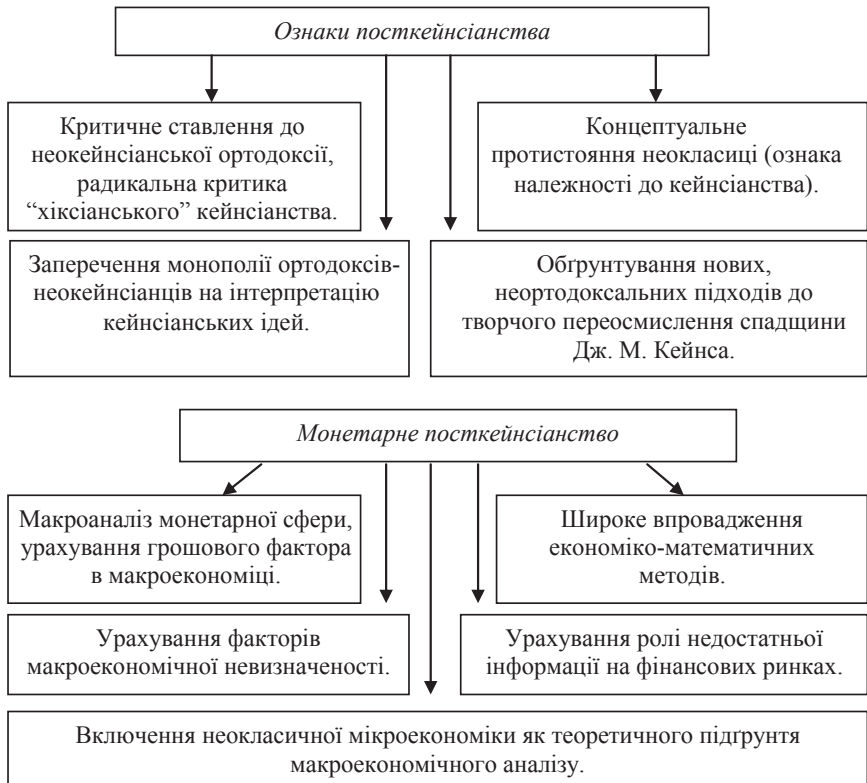 Ознаки посткейнсіанства
Критичне ставлення до
неокейнсіанської ортодоксії,
радикальна критика
“хіксіанського” кейнсіанства.
Концептуальне
протистояння неокласиці (ознака
належності до кейнсіанства).
Заперечення монополії ортодоксів-
неокейнсіанців на інтерпретацію
кейнсіанських ідей.
Обґрунтування нових,
неортодоксальних підходів до
творчого переосмислення спадщини
Дж. М. Кейнса.
Монетарне посткейнсіанство
Макроаналіз монетарної сфери,
урахування грошового фактора
в макроекономіці.
Широке впровадження
економіко-математичних
методів.
Урахування факторів
макроекономічної невизначеності.
Урахування ролі недостатньої
інформації на фінансових ринках.
Включення неокласичної мікроекономіки як теоретичного підґрунтя
макроекономічного аналізу.